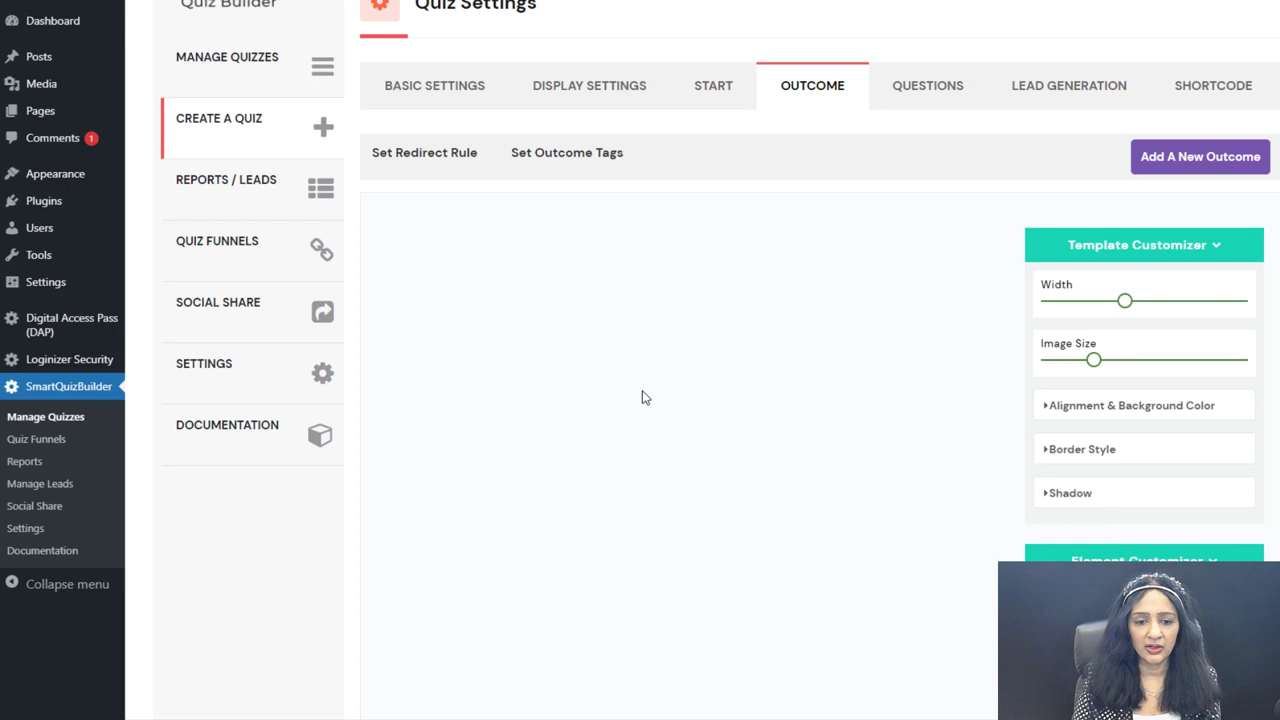 Dashboard
Posts
Media
Pages
Comments 1
Appearance
Plugins
Users
Tools
Settings
Digital Access Pass
(DAP)
Loginizer Security
SmartQuizBuilder
Manage Quizzes
Quiz Funnels
Reports
Manage Leads
Social Share
Settings
Documentation
Collapse menu
Quiz Builder
MANAGE QUIZZES
CREATE A QUIZ
REPORTS / LEADS
QUIZ FUNNELS
SOCIAL SHARE
SETTINGS
DOCUMENTATION
Quiz Settings
BASIC SETTINGS DISPLAY SETTINGS START OUTCOME QUESTIONS LEAD GENERATION SHORTCODE
Set Redirect Rule Set Outcome Tags Add A New Outcome
Template Customizer
Width
Image Size
Alignment & Background Color
Border Style
Shadow
Element Customizer